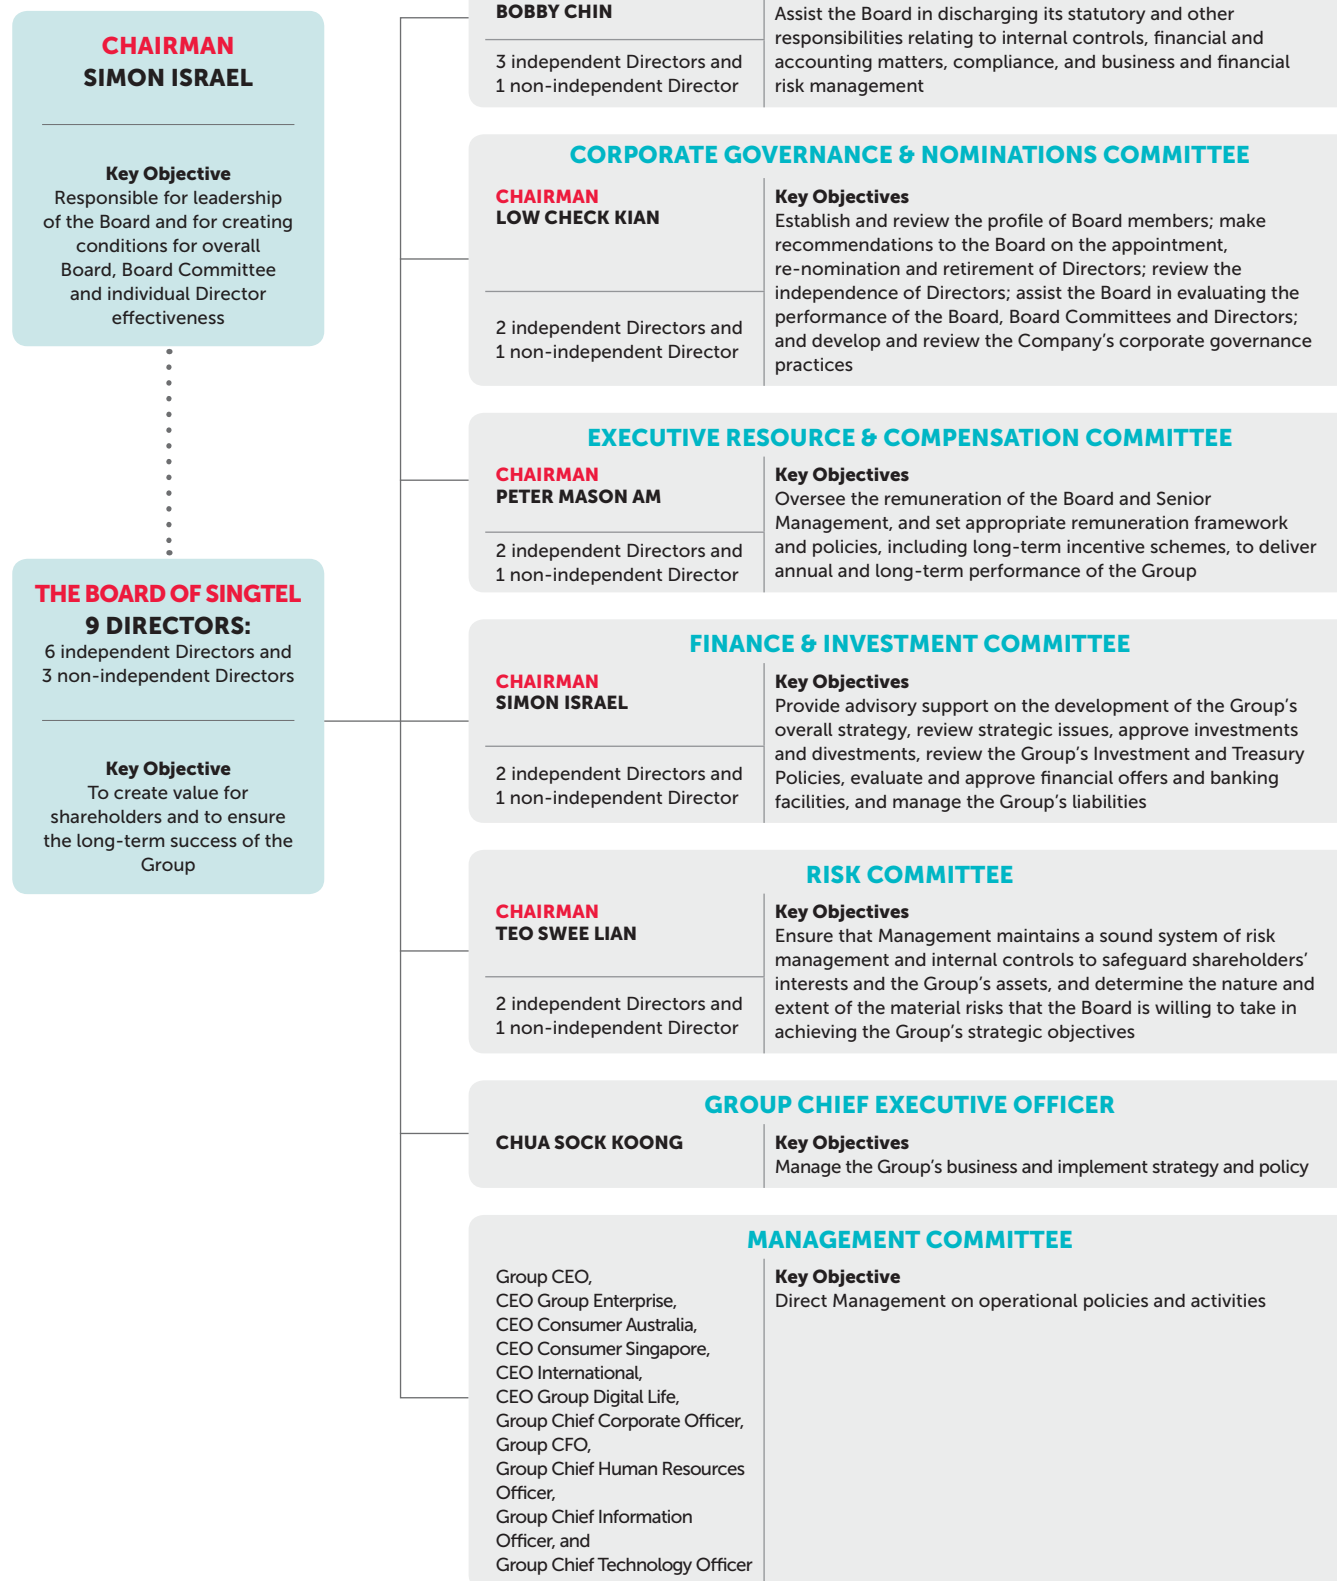 CHAIRMAN
SIMON ISRAEL
Key Objective
Responsible for leadership
of the Board and for creating
conditions for overall
Board, Board Committee
and individual Director
effectiveness
THE BOARD OF SINGTEL
9 DIRECTORS:
6 independent Directors and
3 non-independent Directors
Key Objective
To create value for
shareholders and to ensure
the long-term success of the
Group
BOBBY CHIN
3 independent Directors and
1 non-independent Director
Assist the Board in discharging its statutory and other
responsibilities relating to internal controls, financial and
accounting matters, compliance, and business and financial
risk management
CORPORATE GOVERNANCE & NOMINATIONS COMMITTEE
CHAIRMAN
LOW CHECK KIAN
2 independent Directors and
1 non-independent Director
Key Objectives
Establish and review the profile of Board members; make
recommendations to the Board on the appointment,
re-nomination and retirement of Directors; review the
independence of Directors; assist the Board in evaluating the
performance of the Board, Board Committees and Directors;
and develop and review the Company's corporate governance
practices
EXECUTIVE RESOURCE & COMPENSATION COMMITTEE
CHAIRMAN
PETER MASON AM
2 independent Directors and
1 non-independent Director
Key Objectives
Oversee the remuneration of the Board and Senior
Management, and set appropriate remuneration framework
and policies, including long-term incentive schemes, to deliver
annual and long-term performance of the Group
FINANCE & INVESTMENT COMMITTEE
CHAIRMAN
SIMON ISRAEL
2 independent Directors and
1 non-independent Director
Key Objectives
Provide advisory support on the development of the Group's
overall strategy, review strategic issues, approve investments
and divestments, review the Group's Investment and Treasury
Policies, evaluate and approve financial offers and banking
facilities, and manage the Group's liabilities
RISK COMMITTEE
CHAIRMAN
TEO SWEE LIAN
2 independent Directors and
1 non-independent Director
Key Objectives
Ensure that Management maintains a sound system of risk
management and internal controls to safeguard shareholders'
interests and the Group's assets, and determine the nature and
extent of the material risks that the Board is willing to take in
achieving the Group's strategic objectives
GROUP CHIEF EXECUTIVE OFFICER
CHUA SOCK KOONG
Key Objectives
Manage the Group's business and implement strategy and policy
MANAGEMENT COMMITTEE
Group CEO,
CEO Group Enterprise,
CEO Consumer Australia,
CEO Consumer Singapore,
CEO International,
CEO Group Digital Life,
Group Chief Corporate Officer,
Group CFO,
Group Chief Human Resources
Officer,
Group Chief Information
Officer, and
Group Chief Technology Officer
Key Objective
Direct Management on operational policies and activities